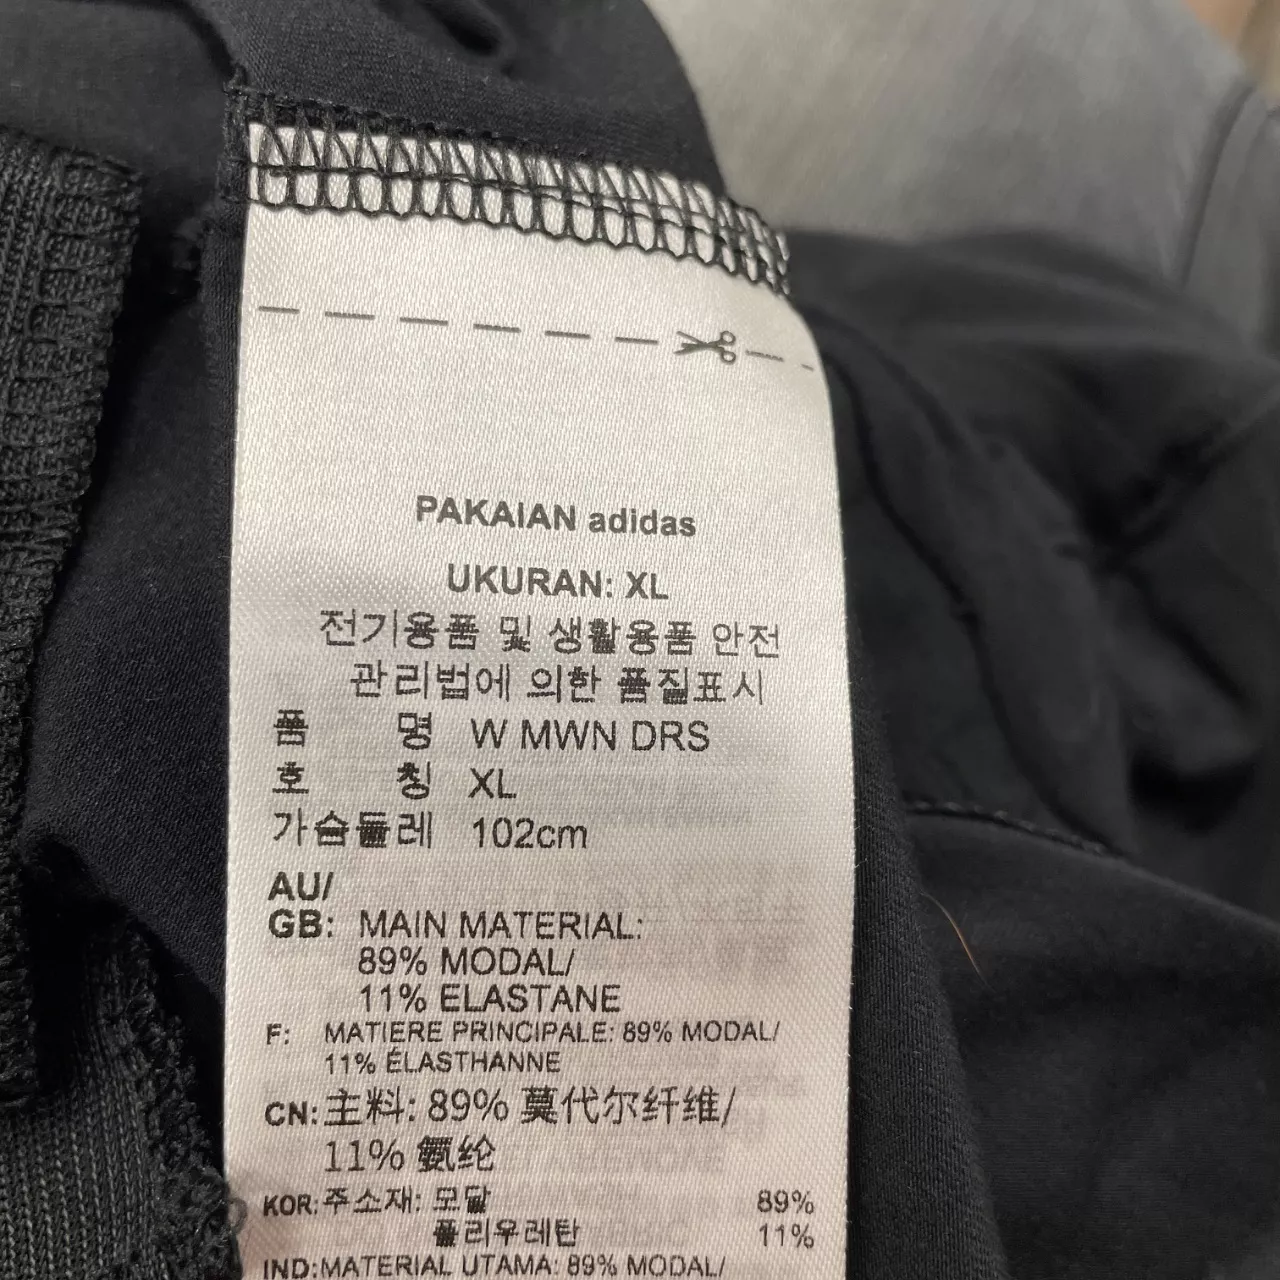 PAKAIAN adidas
UKURAN: XL
전기용품 및 생활용품 안전
관리법에 의한 품질표시
품 명 W MWN DRS
호 칭 XL
가슴둘레 102cm
AU/
GB: MAIN MATERIAL:
89% MODAL/
11% ELASTANE
F: MATIERE PRINCIPALE: 89% MODAL/
11% ÉLASTHANNE
CN: 主料: 89% 莫代尔纤维/
11% 氨纶
KOR: 주소재: 모달 89%
폴리우레탄 11%
IND: MATERIAL UTAMA: 89% MODAL/